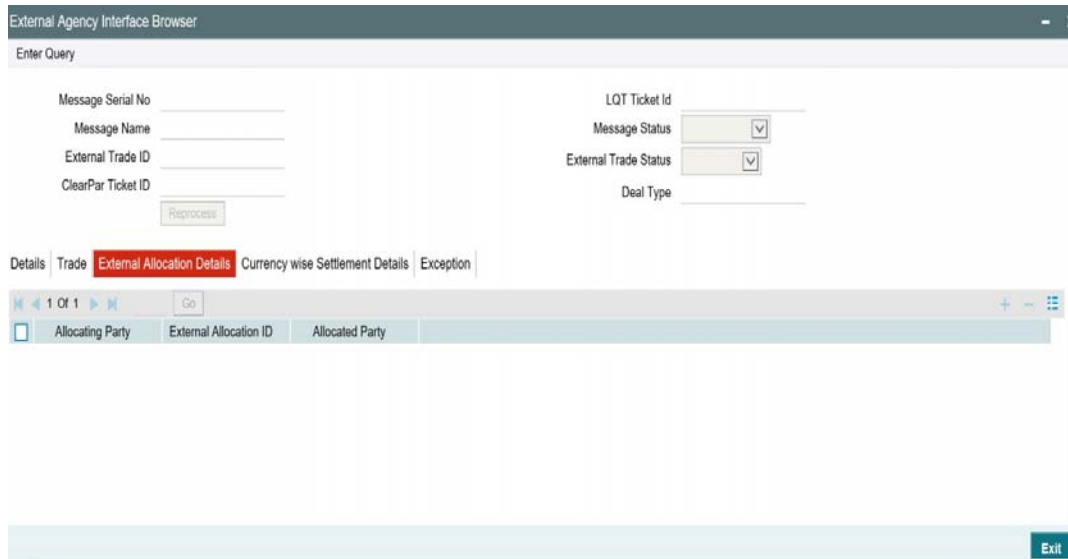 External Agency Interface Browser
Enter Query
Message Serial No
Message Name
External Trade ID
ClearPar Ticket ID
Reprocess
LQT Ticket Id
Message Status
External Trade Status
Deal Type
Details Trade External Allocation Details Currency wise Settlement Details Exception
1 Of 1 Go
Allocating Party External Allocation ID Allocated Party
Exit